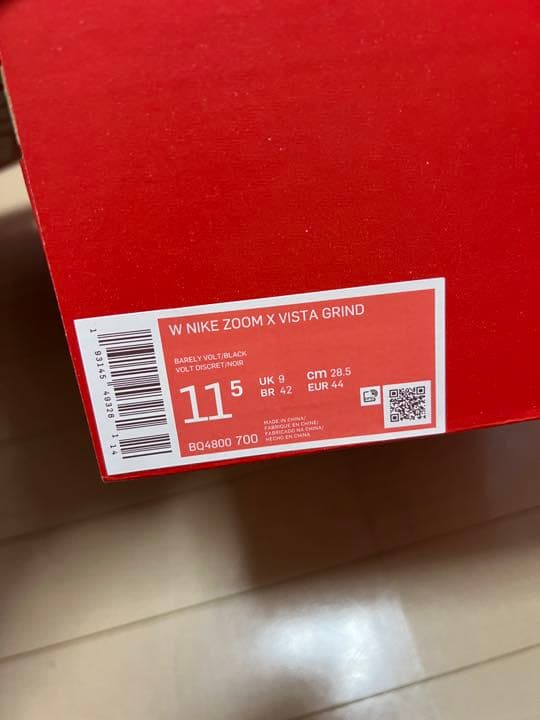 W NIKE ZOOM X VISTA GRIND
BARELY VOLT/BLACK
VOLT DISCRET/NOIR
11 5
UK 9
BR 42
cm 28.5
EUR 44
BQ4800 700
MADE IN CHINA/
FABRIQUE EN CHINE/
FABRICADO NA CHINA/
HECHO EN CHINA
1 93145 49328 1 14